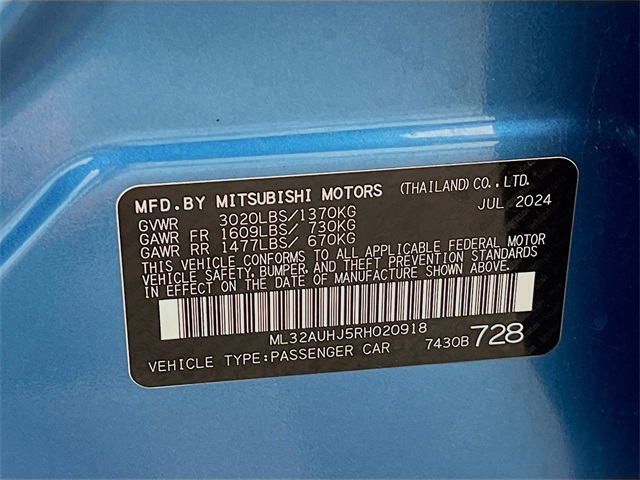 MFD.BY MITSUBISHI MOTORS (THAILAND) CO., LTD.
GVWR 3020LBS/1370KG JUL 2024
GAWR FR 1609LBS/ 730KG
GAWR RR 1477LBS/ 670KG
THIS VEHICLE CONFORMS TO ALL APPLICABLE FEDERAL MOTOR
VEHICLE SAFETY, BUMPER, AND THEFT PREVENTION STANDARDS
IN EFFECT ON THE DATE OF MANUFACTURE SHOWN ABOVE.
ML32AUHJ5RH020918
VEHICLE TYPE:PASSENGER CAR 7430B 728